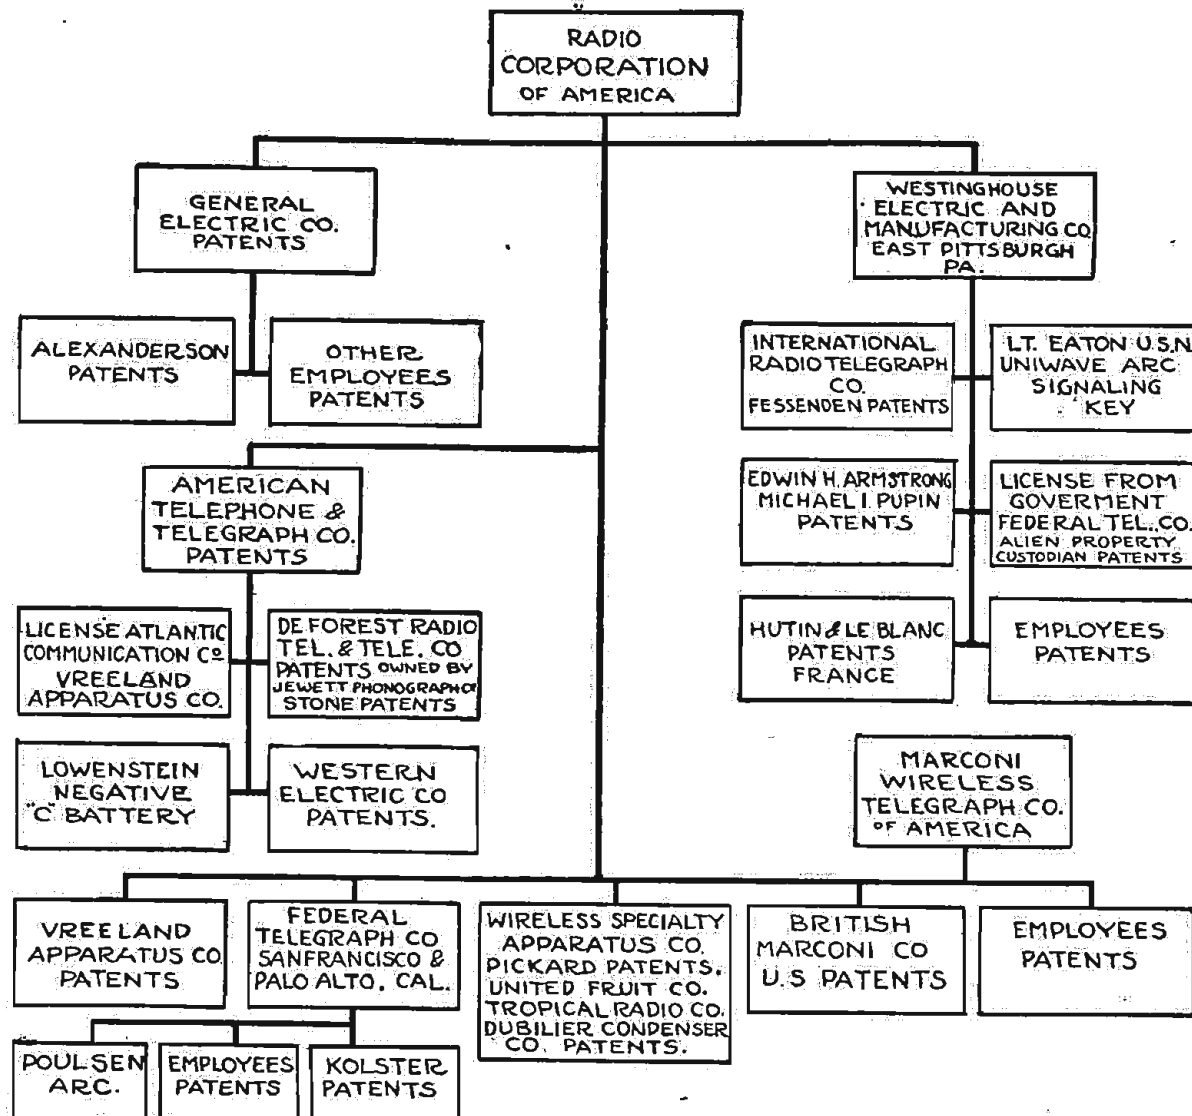 RADIO
CORPORATION
OF AMERICA
GENERAL
ELECTRIC CO.
PATENTS
WESTINGHOUSE
ELECTRIC AND
MANUFACTURING CO
EAST PITTSBURGH
PA.
ALEXANDERSON
PATENTS
OTHER
EMPLOYEES
PATENTS
INTERNATIONAL
RADIO TELEGRAPH
CO.
FESSENDEN PATENTS
LT. EATON U.S.N
UNIWAVE ARC
SIGNALING
KEY
AMERICAN
TELEPHONE &
TELEGRAPH CO.
PATENTS
EDWIN H. ARMSTRONG
MICHAEL I. PUPIN
PATENTS
LICENSE FROM
GOVERMENT
FEDERAL TEL. CO.
ALIEN PROPERTY
CUSTODIAN PATENTS
LICENSE ATLANTIC
COMMUNICATION CO
VREELAND
APPARATUS CO.
DE FOREST RADIO
TEL. & TELE. CO
PATENTS OWNED BY
JEWETT PHONOGRAPH CO
STONE PATENTS
HUTIN & LE BLANC
PATENTS
FRANCE
EMPLOYEES
PATENTS
LOWENSTEIN
NEGATIVE
"C" BATTERY
WESTERN
ELECTRIC CO
PATENTS.
MARCONI
WIRELESS
TELEGRAPH CO.
OF AMERICA
VREELAND
APPARATUS CO.
PATENTS
FEDERAL
TELEGRAPH CO
SANFRANCISCO &
PALO ALTO. CAL.
WIRELESS SPECIALTY
APPARATUS CO.
PICKARD PATENTS.
UNITED FRUIT CO.
TROPICAL RADIO CO.
DUBILIER CONDENSER
CO. PATENTS.
BRITISH
MARCONI CO
U.S PATENTS
EMPLOYEES
PATENTS
POULSEN
ARC.
EMPLOYEES
PATENTS
KOLSTER
PATENTS